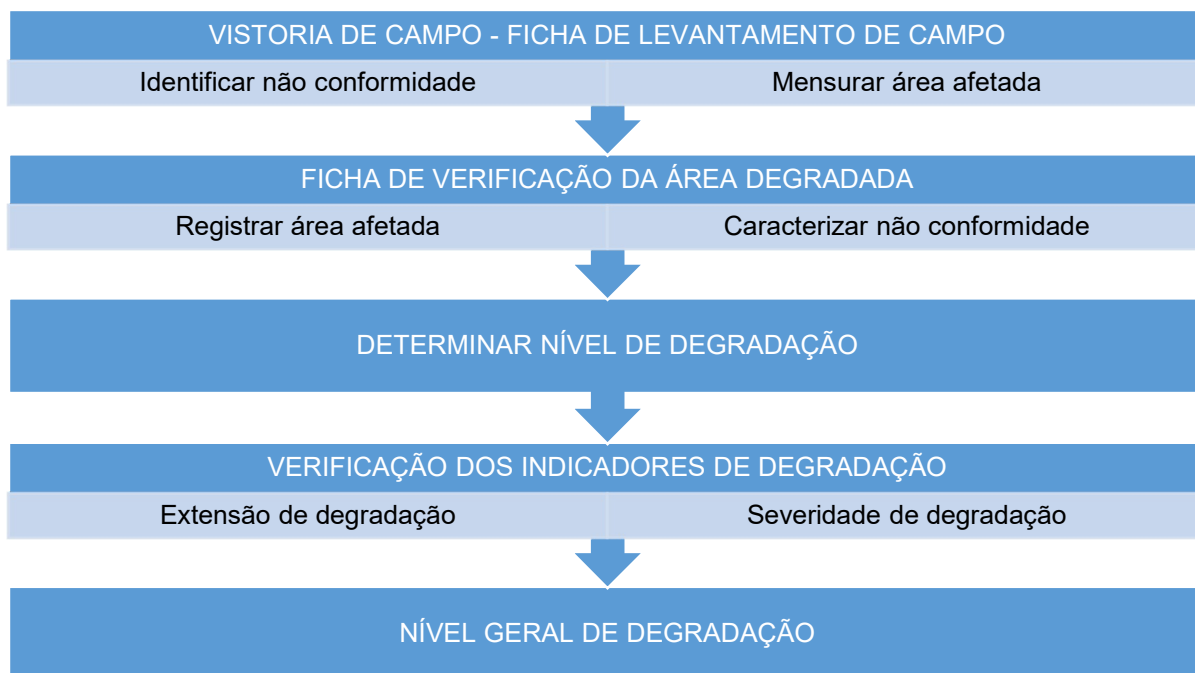 VISTORIA DE CAMPO - FICHA DE LEVANTAMENTO DE CAMPO
Identificar não conformidade
Mensurar área afetada
FICHA DE VERIFICAÇÃO DA ÁREA DEGRADADA
Registrar área afetada
Caracterizar não conformidade
DETERMINAR NÍVEL DE DEGRADAÇÃO
VERIFICAÇÃO DOS INDICADORES DE DEGRADAÇÃO
Extensão de degradação
Severidade de degradação
NÍVEL GERAL DE DEGRADAÇÃO